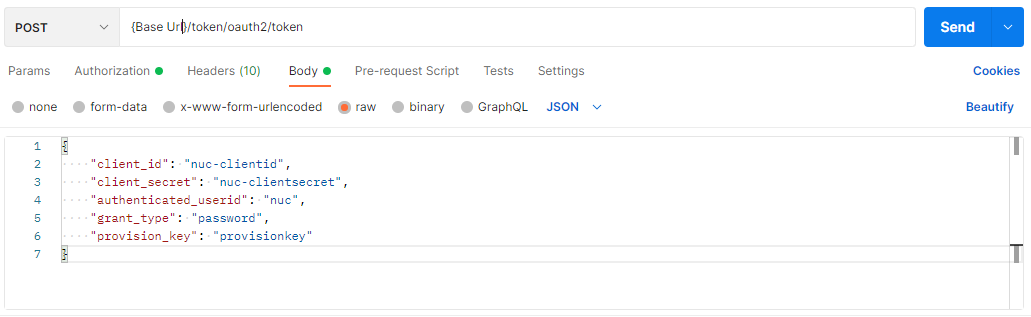 POST {Base Url}/token/oauth2/token Send
Params Authorization Headers (10) Body Pre-request Script Tests Settings Cookies
none form-data x-www-form-urlencoded raw binary GraphQL JSON Beautify
1 {
2 "client_id": "nuc-clientid",
3 "client_secret": "nuc-clientsecret",
4 "authenticated_userid": "nuc",
5 "grant_type": "password",
6 "provision_key": "provisionkey"
7 }